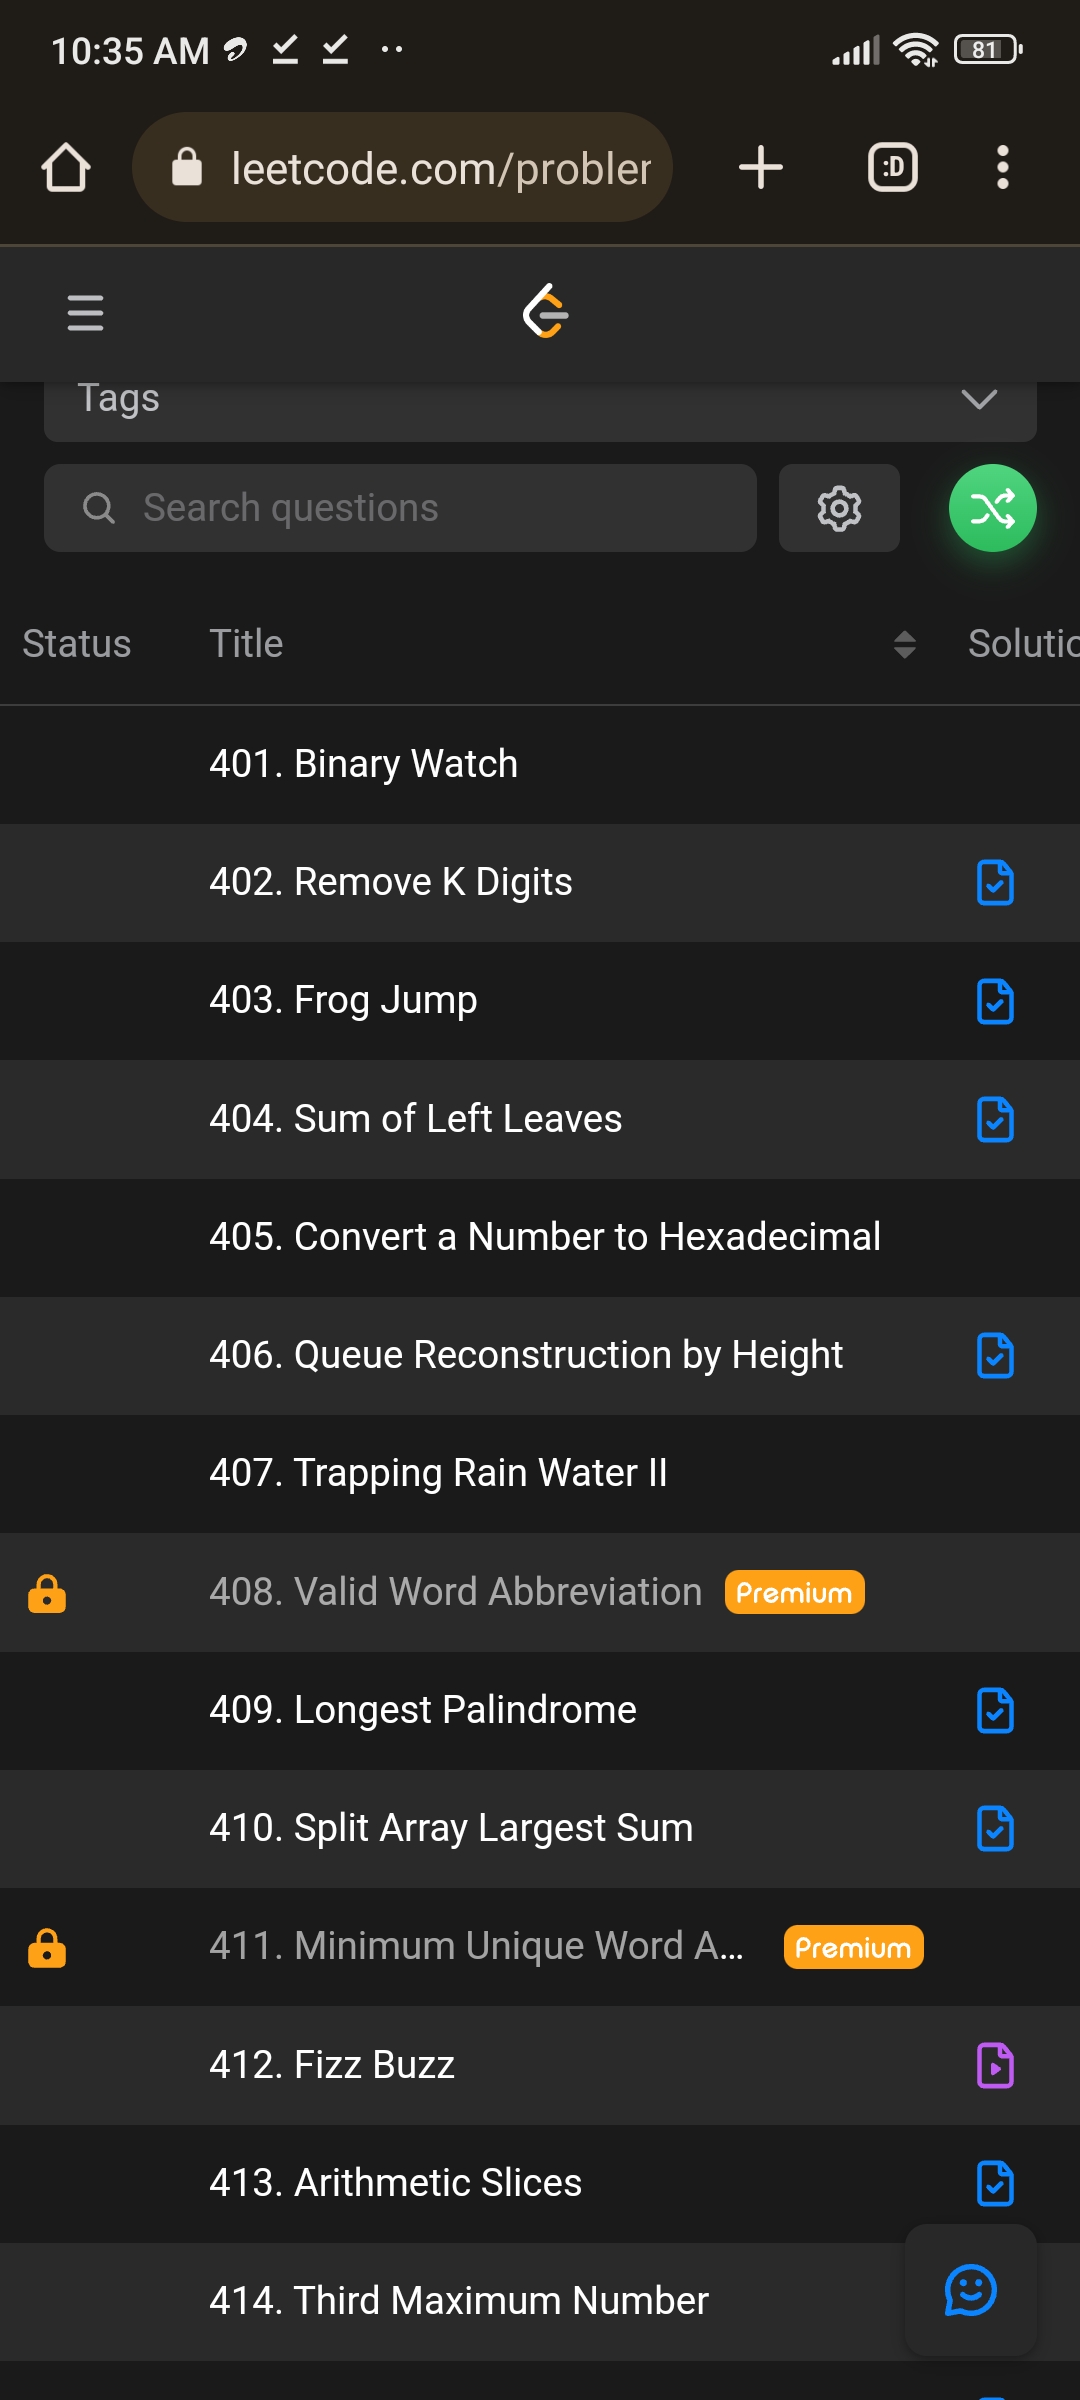 10:35 AM
81
leetcode.com/probler
:D
Tags
Search questions
Status Title Solutio
401. Binary Watch
402. Remove K Digits
403. Frog Jump
404. Sum of Left Leaves
405. Convert a Number to Hexadecimal
406. Queue Reconstruction by Height
407. Trapping Rain Water II
408. Valid Word Abbreviation Premium
409. Longest Palindrome
410. Split Array Largest Sum
411. Minimum Unique Word A... Premium
412. Fizz Buzz
413. Arithmetic Slices
414. Third Maximum Number